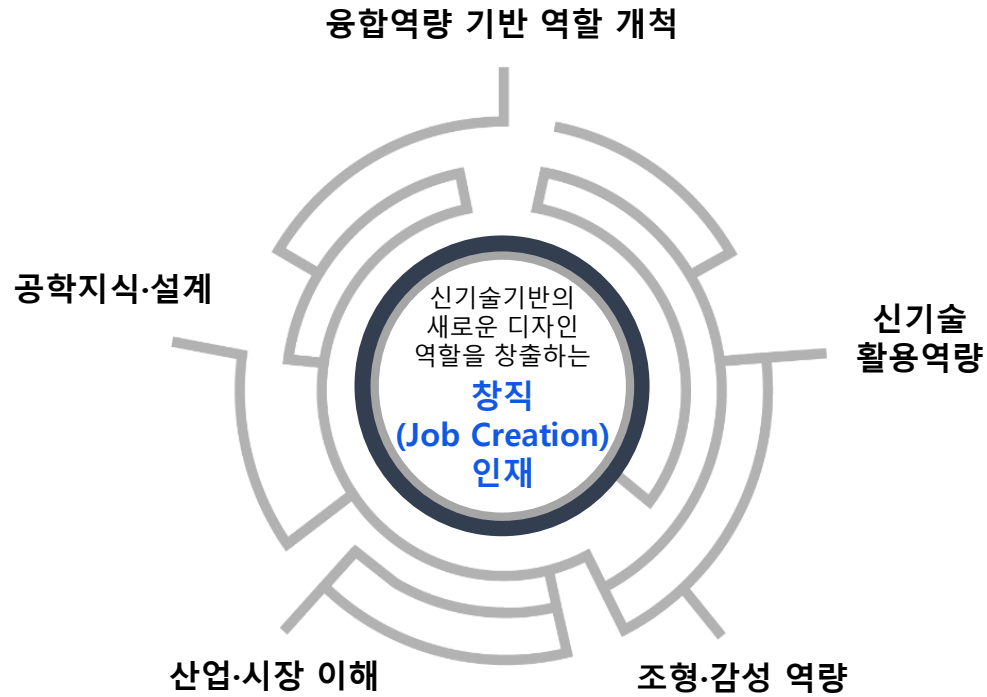 융합역량 기반 역할 개척
공학지식·설계
신기술기반의
새로운 디자인
역할을 창출하는
창직
(Job Creation)
인재
신기술
활용역량
산업·시장 이해
조형·감성 역량